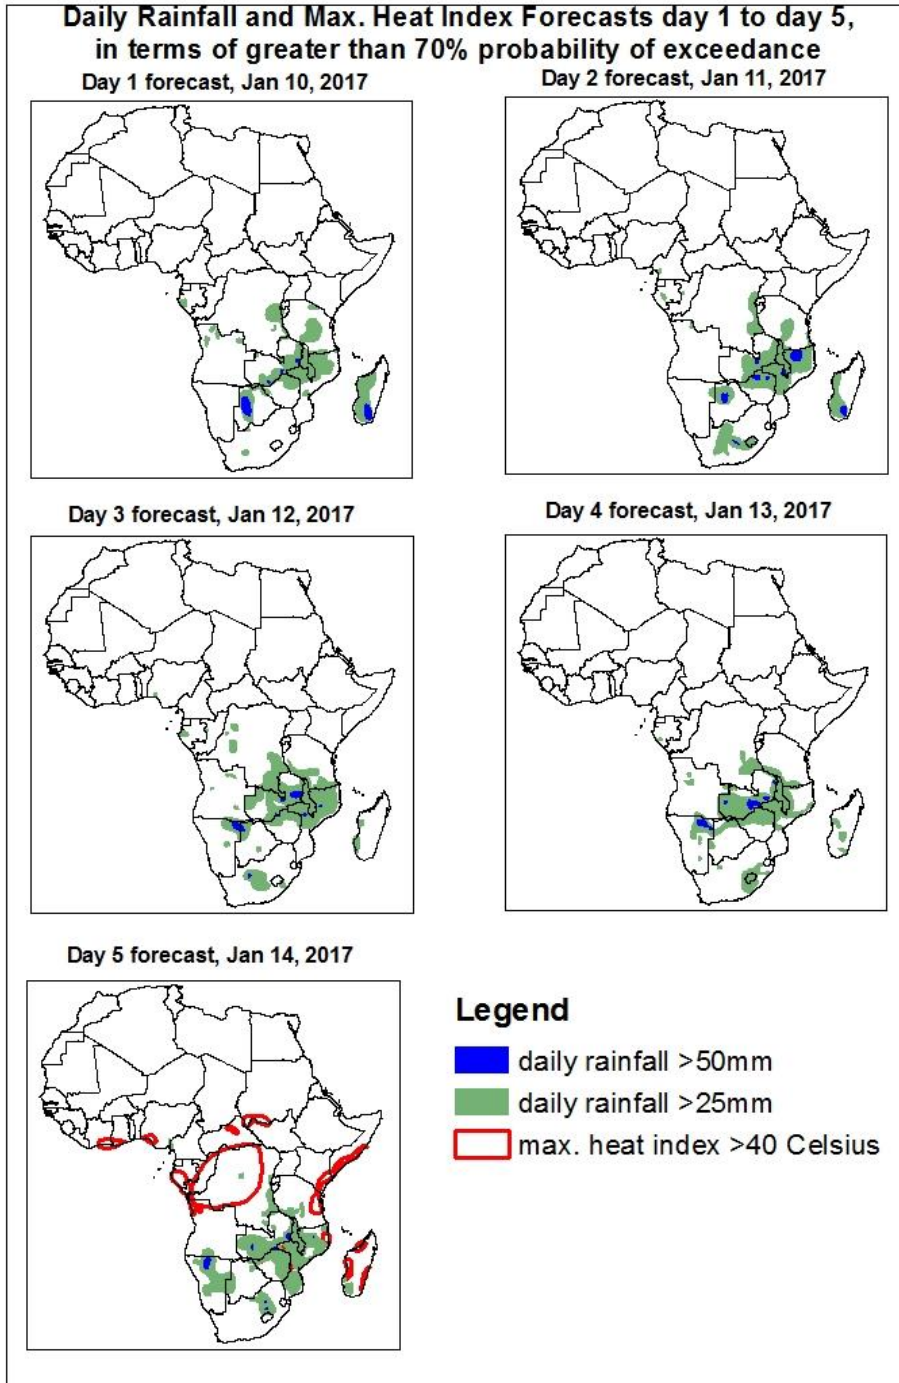 Daily Rainfall and Max. Heat Index Forecasts day 1 to day 5,
in terms of greater than 70% probability of exceedance
Day 1 forecast, Jan 10, 2017
Day 2 forecast, Jan 11, 2017
Day 3 forecast, Jan 12, 2017
Day 4 forecast, Jan 13, 2017
Day 5 forecast, Jan 14, 2017
Legend
daily rainfall >50mm
daily rainfall >25mm
max. heat index >40 Celsius